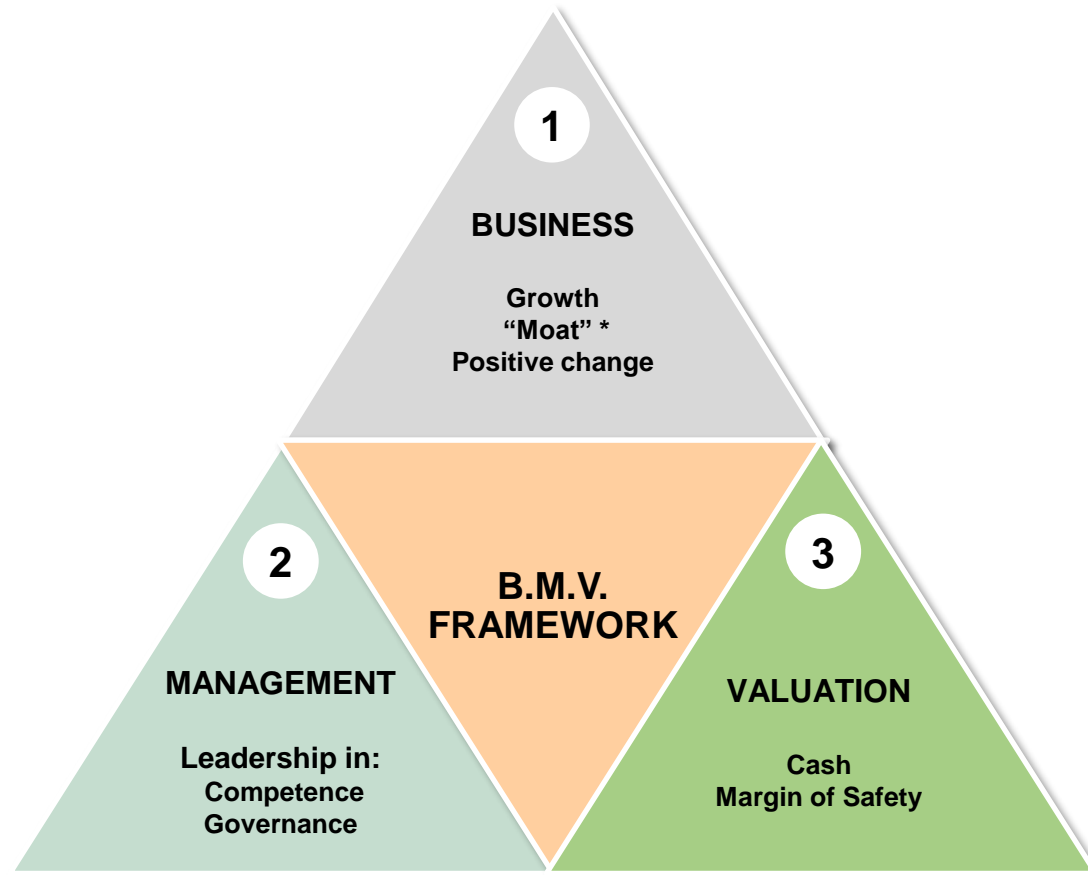 1
BUSINESS
Growth
“Moat” *
Positive change
2
MANAGEMENT
Leadership in:
Competence
Governance
B.M.V.
FRAMEWORK
3
VALUATION
Cash
Margin of Safety